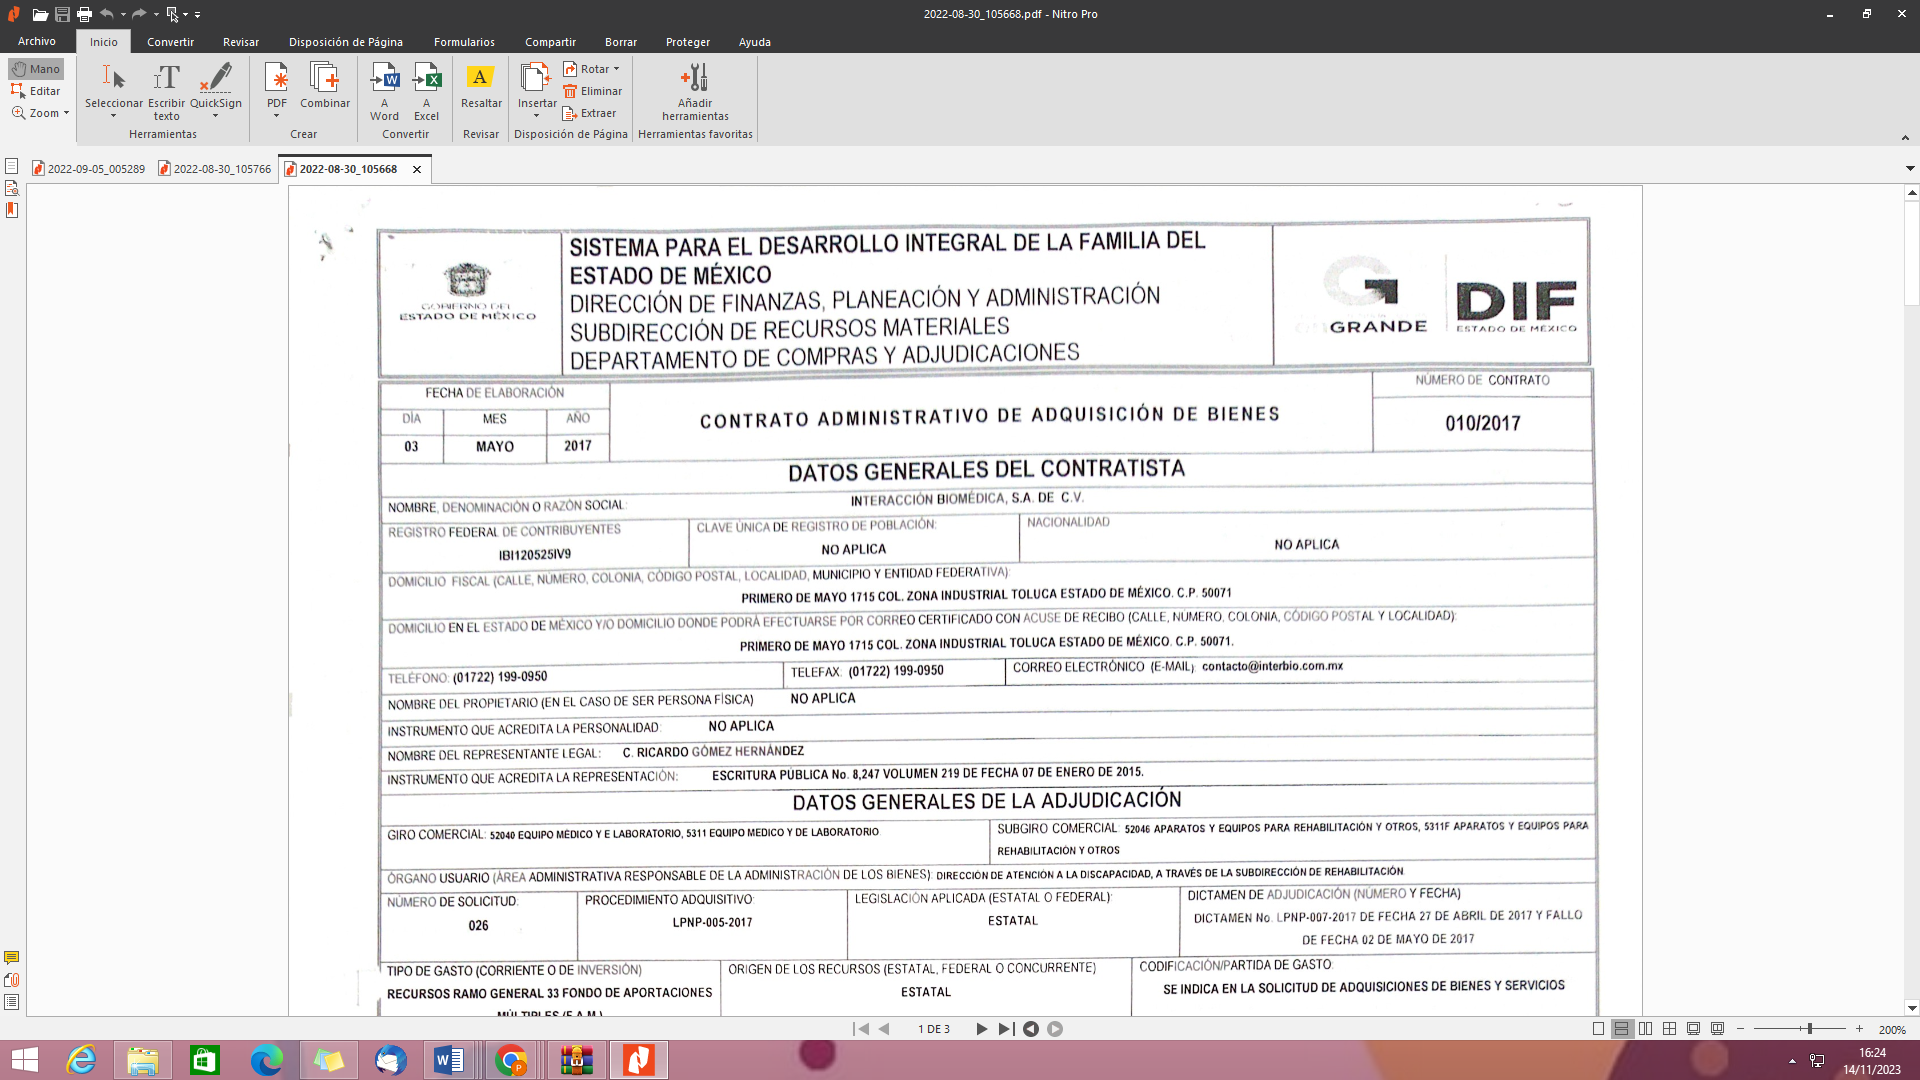 2022-08-30_105668.pdf - Nitro Pro
Archivo Inicio Convertir Revisar Disposición de Página Formularios Compartir Borrar Proteger Ayuda
Mano
Editar
Zoom
Seleccionar
Escribir texto
QuickSign
Herramientas
PDF
Combinar
Crear
A Word
A Excel
Convertir
Resaltar
Revisar
Insertar
Rotar
Eliminar
Extraer
Disposición de Página
Añadir herramientas
Herramientas favoritas
2022-09-05_005289 2022-08-30_105766 2022-08-30_105668
GOBIERNO DEL
ESTADO DE MÉXICO
SISTEMA PARA EL DESARROLLO INTEGRAL DE LA FAMILIA DEL
ESTADO DE MÉXICO
DIRECCIÓN DE FINANZAS, PLANEACIÓN Y ADMINISTRACIÓN
SUBDIRECCIÓN DE RECURSOS MATERIALES
DEPARTAMENTO DE COMPRAS Y ADJUDICACIONES
GRANDE
DIF
ESTADO DE MÉXICO
FECHA DE ELABORACIÓN
DÍA MES AÑO
03 MAYO 2017
CONTRATO ADMINISTRATIVO DE ADQUISICIÓN DE BIENES
NÚMERO DE CONTRATO
010/2017
DATOS GENERALES DEL CONTRATISTA
NOMBRE, DENOMINACIÓN O RAZÓN SOCIAL: INTERACCIÓN BIOMÉDICA, S.A. DE C.V.
REGISTRO FEDERAL DE CONTRIBUYENTES
IBI120525IV9
CLAVE ÚNICA DE REGISTRO DE POBLACIÓN:
NO APLICA
NACIONALIDAD
NO APLICA
DOMICILIO FISCAL (CALLE, NÚMERO, COLONIA, CÓDIGO POSTAL, LOCALIDAD, MUNICIPIO Y ENTIDAD FEDERATIVA):
PRIMERO DE MAYO 1715 COL. ZONA INDUSTRIAL TOLUCA ESTADO DE MÉXICO. C.P. 50071
DOMICILIO EN EL ESTADO DE MÉXICO Y/O DOMICILIO DONDE PODRÁ EFECTUARSE POR CORREO CERTIFICADO CON ACUSE DE RECIBO (CALLE, NÚMERO, COLONIA, CÓDIGO POSTAL Y LOCALIDAD):
PRIMERO DE MAYO 1715 COL. ZONA INDUSTRIAL TOLUCA ESTADO DE MÉXICO. C.P. 50071.
TELÉFONO: (01722) 199-0950 TELEFAX: (01722) 199-0950 CORREO ELECTRÓNICO (E-MAIL): contacto@interbio.com.mx
NOMBRE DEL PROPIETARIO (EN EL CASO DE SER PERSONA FÍSICA) NO APLICA
INSTRUMENTO QUE ACREDITA LA PERSONALIDAD: NO APLICA
NOMBRE DEL REPRESENTANTE LEGAL: C. RICARDO GÓMEZ HERNÁNDEZ
INSTRUMENTO QUE ACREDITA LA REPRESENTACIÓN: ESCRITURA PÚBLICA No. 8,247 VOLUMEN 219 DE FECHA 07 DE ENERO DE 2015.
DATOS GENERALES DE LA ADJUDICACIÓN
GIRO COMERCIAL: 52040 EQUIPO MÉDICO Y E LABORATORIO, 5311 EQUIPO MEDICO Y DE LABORATORIO
SUBGIRO COMERCIAL: 52046 APARATOS Y EQUIPOS PARA REHABILITACIÓN Y OTROS, 5311F APARATOS Y EQUIPOS PARA
REHABILITACIÓN Y OTROS
ÓRGANO USUARIO (ÁREA ADMINISTRATIVA RESPONSABLE DE LA ADMINISTRACIÓN DE LOS BIENES): DIRECCIÓN DE ATENCIÓN A LA DISCAPACIDAD, A TRAVÉS DE LA SUBDIRECCIÓN DE REHABILITACIÓN
NÚMERO DE SOLICITUD:
026
PROCEDIMIENTO ADQUISITIVO:
LPNP-005-2017
LEGISLACIÓN APLICADA (ESTATAL O FEDERAL):
ESTATAL
DICTAMEN DE ADJUDICACIÓN (NÚMERO Y FECHA)
DICTAMEN No. LPNP-007-2017 DE FECHA 27 DE ABRIL DE 2017 Y FALLO
DE FECHA 02 DE MAYO DE 2017
TIPO DE GASTO (CORRIENTE O DE INVERSIÓN)
RECURSOS RAMO GENERAL 33 FONDO DE APORTACIONES
MÚLTIPLES (F.A.M.)
ORIGEN DE LOS RECURSOS (ESTATAL, FEDERAL O CONCURRENTE)
ESTATAL
CODIFICACIÓN/PARTIDA DE GASTO:
SE INDICA EN LA SOLICITUD DE ADQUISICIONES DE BIENES Y SERVICIOS
1 DE 3
200%
16:24
14/11/2023